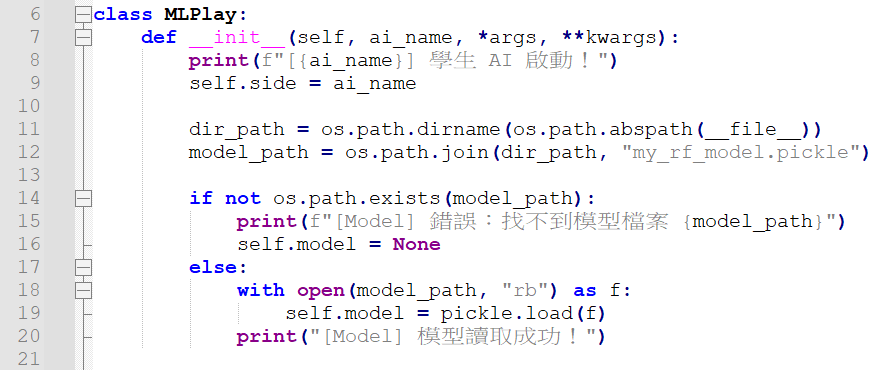 6 class MLPlay:
7     def __init__(self, ai_name, *args, **kwargs):
8         print(f"[{ai_name}] 學生 AI 啟動！")
9         self.side = ai_name
10
11         dir_path = os.path.dirname(os.path.abspath(__file__))
12         model_path = os.path.join(dir_path, "my_rf_model.pickle")
13
14         if not os.path.exists(model_path):
15             print(f"[Model] 錯誤：找不到模型檔案 {model_path}")
16             self.model = None
17         else:
18             with open(model_path, "rb") as f:
19                 self.model = pickle.load(f)
20             print("[Model] 模型讀取成功！")
21